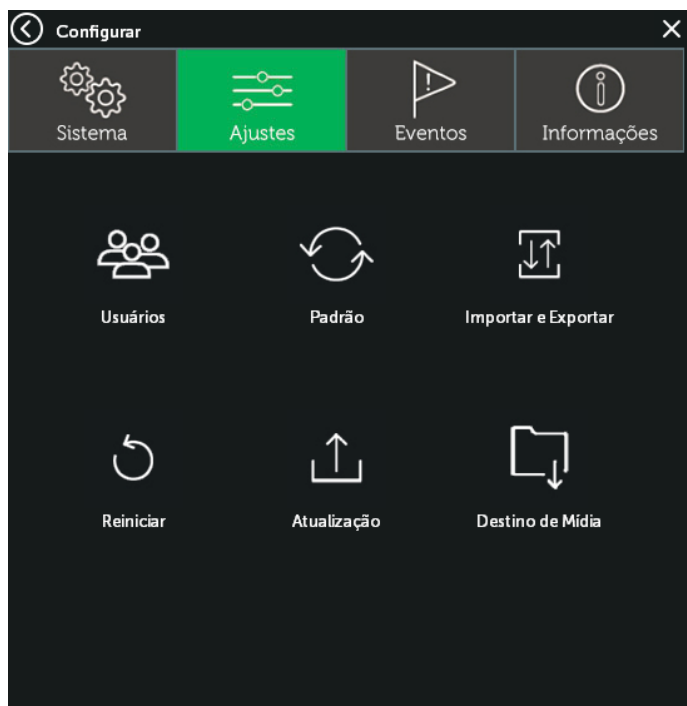 Configurar
Sistema
Ajustes
Eventos
Informações
Usuários
Padrão
Importar e Exportar
Reiniciar
Atualização
Destino de Mídia